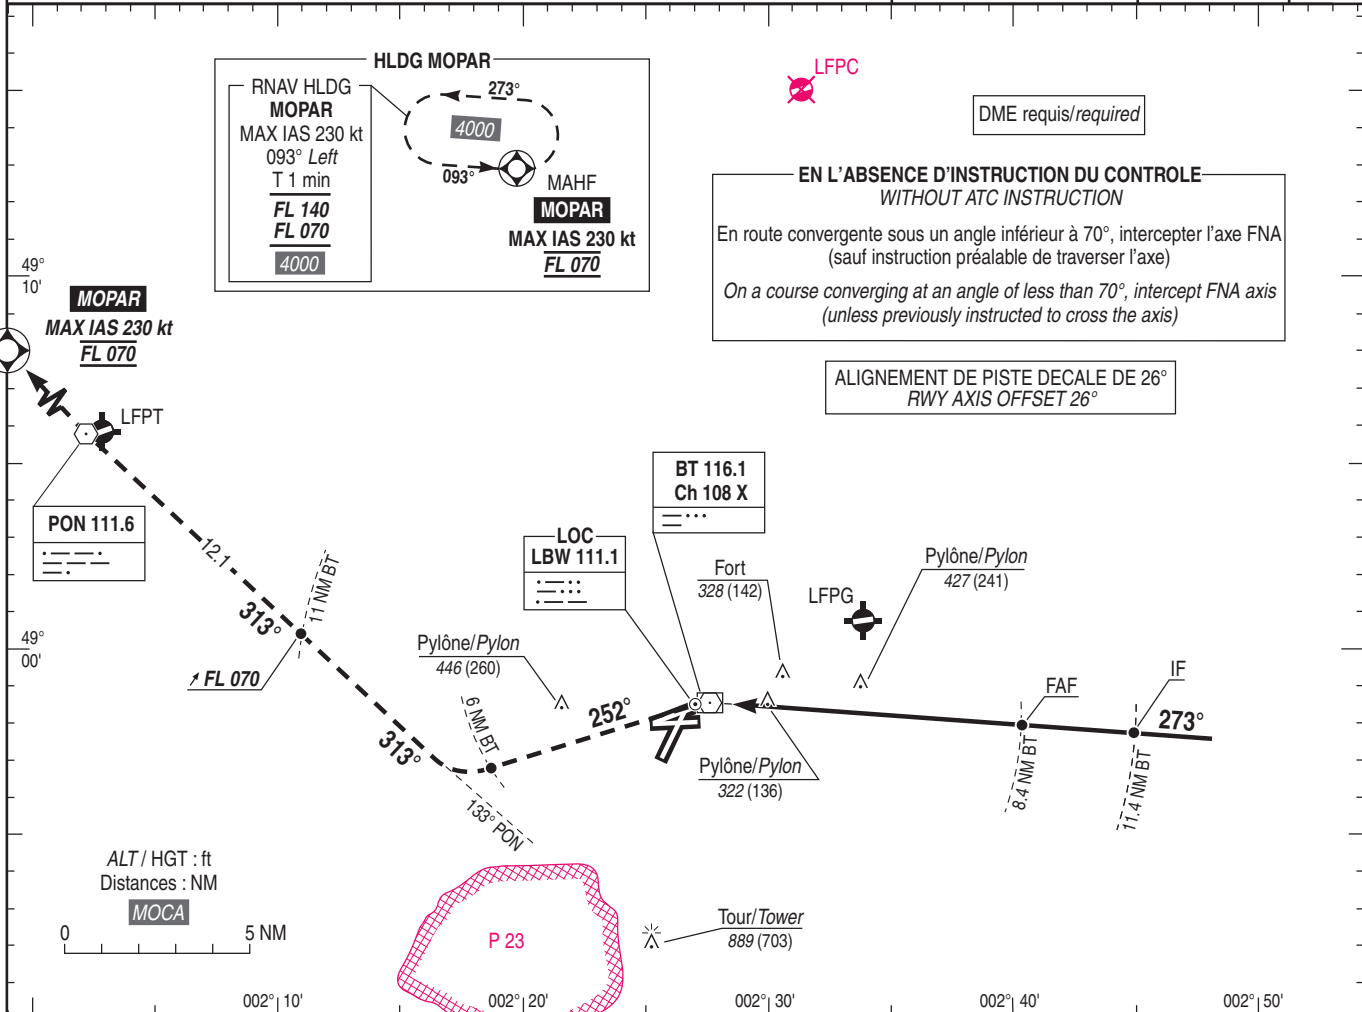 HLDG MOPAR
RNAV HLDG
MOPAR
MAX IAS 230 kt
093° Left
T 1 min
FL 140
FL 070
4000
273°
4000
093°
MAHF
MOPAR
MAX IAS 230 kt
FL 070
LFPC
DME requis/required
EN L'ABSENCE D'INSTRUCTION DU CONTROLE
WITHOUT ATC INSTRUCTION
En route convergente sous un angle inférieur à 70°, intercepter l'axe FNA
(sauf instruction préalable de traverser l'axe)
On a course converging at an angle of less than 70°, intercept FNA axis
(unless previously instructed to cross the axis)
ALIGNEMENT DE PISTE DECALE DE 26°
RWY AXIS OFFSET 26°
49°
10'
MOPAR
MAX IAS 230 kt
FL 070
LFPT
PON 111.6
12.1
313°
11 NM BT
FL 070
49°
00'
313°
133° PON
6 NM BT
252°
Pylône/Pylon
446 (260)
LOC
LBW 111.1
BT 116.1
Ch 108 X
Fort
328 (142)
LFPG
Pylône/Pylon
427 (241)
Pylône/Pylon
322 (136)
FAF
8.4 NM BT
IF
11.4 NM BT
273°
ALT / HGT : ft
Distances : NM
MOCA
0 5 NM
P 23
Tour/Tower
889 (703)
002° 10' 002° 20' 002° 30' 002° 40' 002° 50'